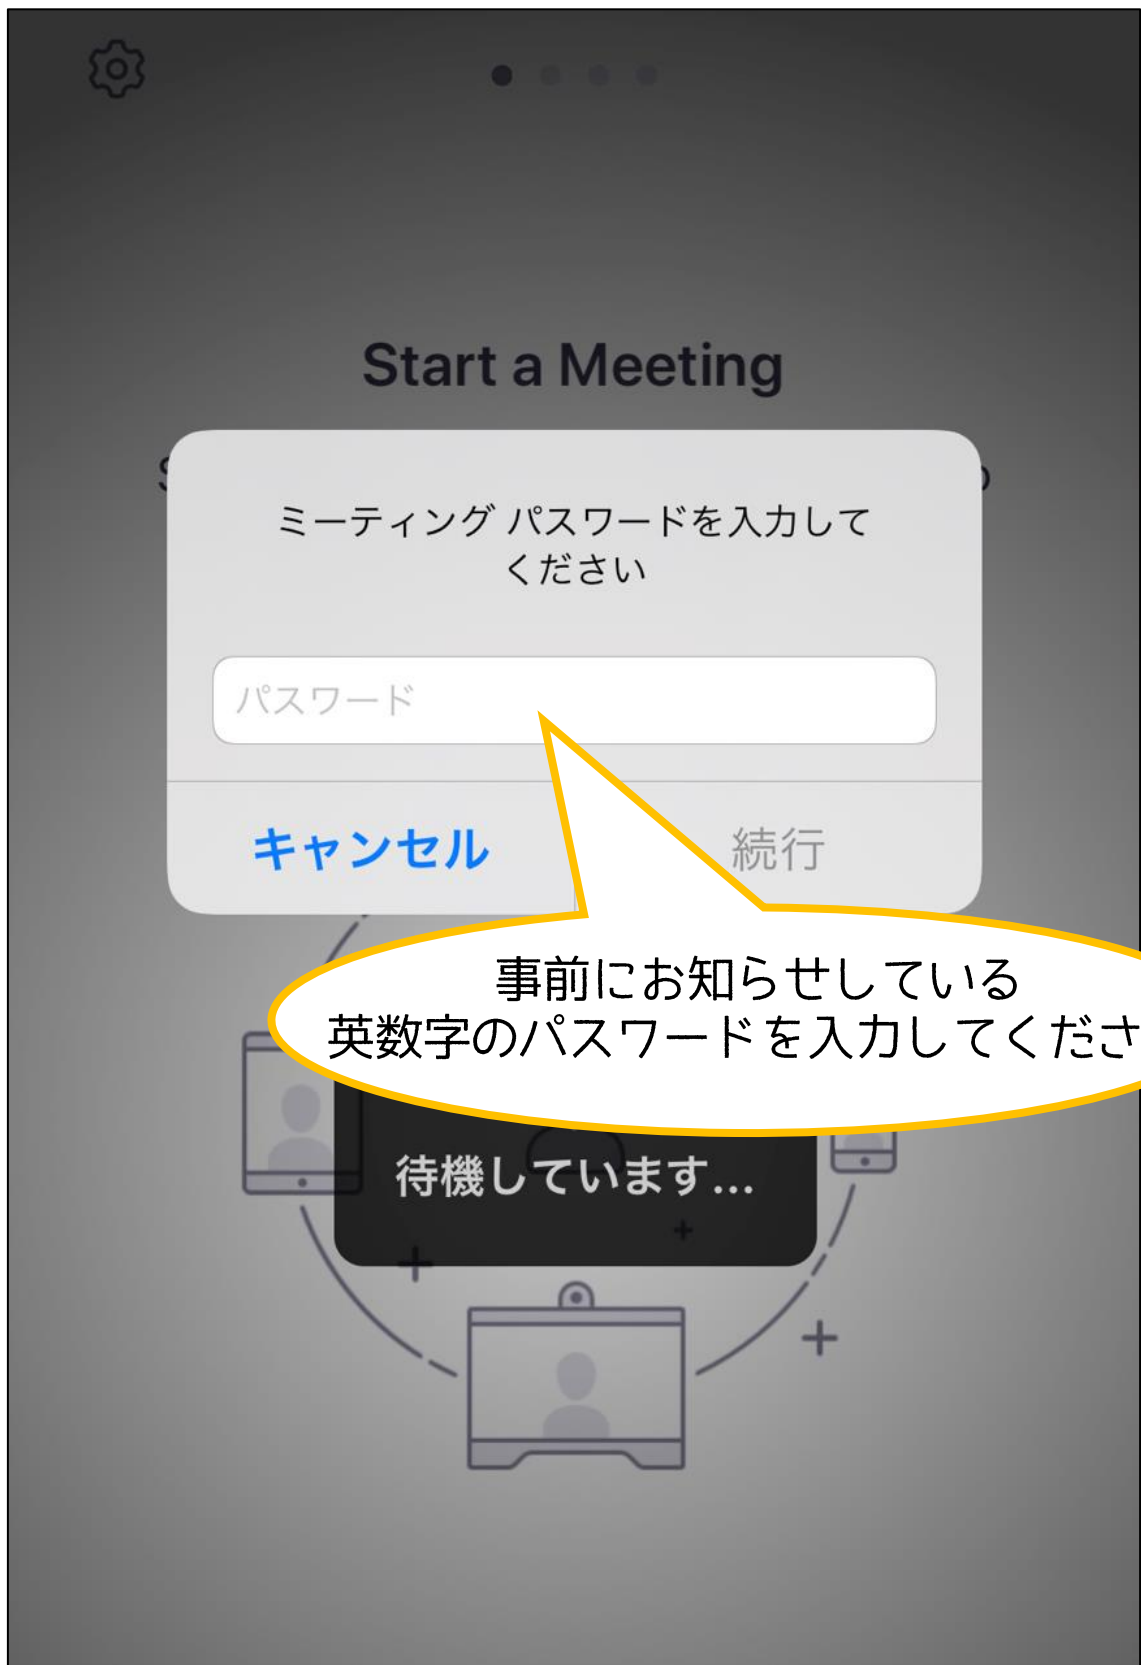 Start a Meeting
ミーティング パスワードを入力して
ください
パスワード
キャンセル
続行
事前にお知らせしている
英数字のパスワードを入力してくださ
待機しています...